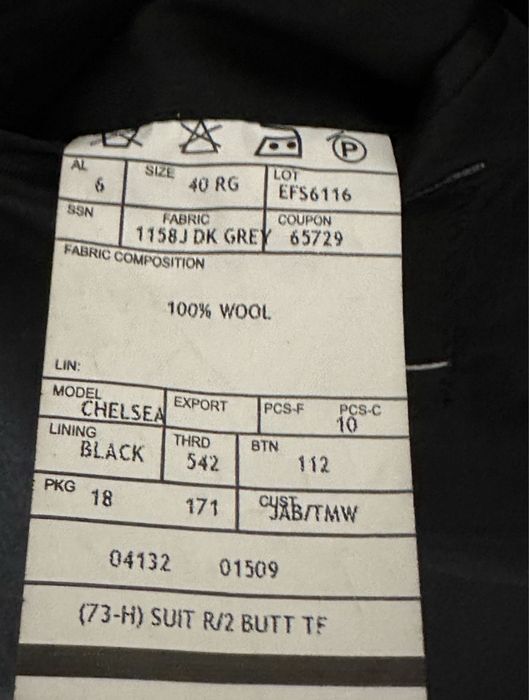 P
AL SIZE LOT
6 40 RG EFS6116
SSN FABRIC COUPON
1158J DK GREY 65729
FABRIC COMPOSITION
100% WOOL
LIN:
MODEL EXPORT PCS-F PCS-C
CHELSEA 10
LINING THRD BTN
BLACK 542 112
PKG 18 171 CUST
JAB/TMW
04132 01509
(73-H) SUIT R/2 BUTT TF